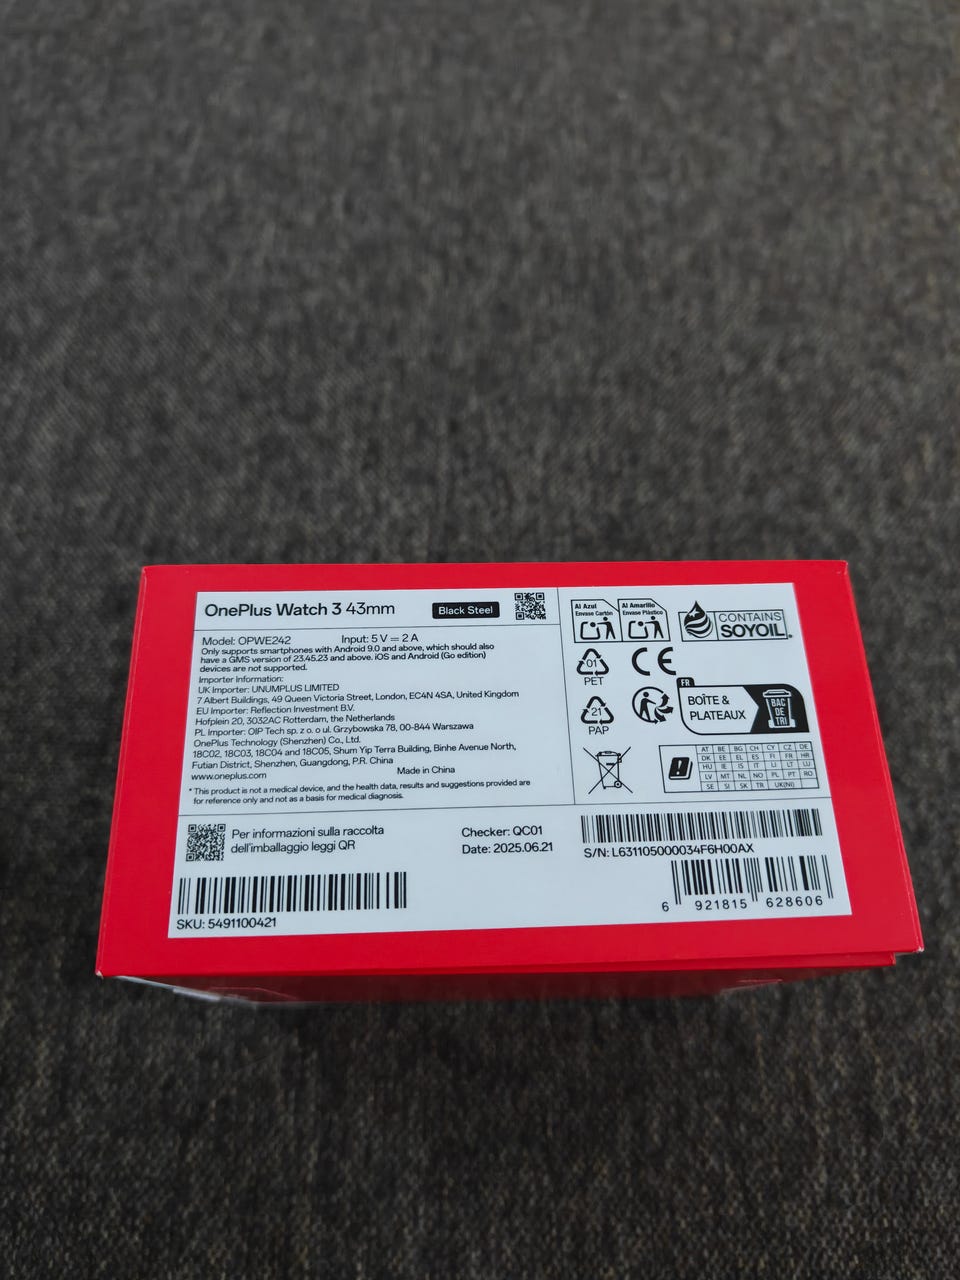 OnePlus Watch 3 43mm
Black Steel
Model: OPWE242
Input: 5 V ⎓ 2 A
Only supports smartphones with Android 9.0 and above, which should also
have a GMS version of 23.45.23 and above. iOS and Android (Go edition)
devices are not supported.
Importer Information:
UK Importer: UNUMPLUS LIMITED
7 Albert Buildings, 49 Queen Victoria Street, London, EC4N 4SA, United Kingdom
EU Importer: Reflection Investment B.V.
Hofplein 20, 3032AC Rotterdam, the Netherlands
PL Importer: OIP Tech sp. z o. o ul. Grzybowska 78, 00-844 Warszawa
OnePlus Technology (Shenzhen) Co., Ltd.
18C02, 18C03, 18C04 and 18C05, Shum Yip Terra Building, Binhe Avenue North,
Futian District, Shenzhen, Guangdong, P.R. China
www.oneplus.com
Made in China
* This product is not a medical device, and the health data, results and suggestions provided are
for reference only and not as a basis for medical diagnosis.
Al Azul
Envase Cartón
Al Amarillo
Envase Plástico
CONTAINS
SOYOIL
01
PET
CE
21
PAP
FR
BOÎTE &
PLATEAUX
BAC
DE
TRI
AT BE BG CH CY CZ DE
DK EE EL ES FI FR HR
HU IE IS IT LI LT LU
LV MT NL NO PL PT RO
SE SI SK TR UK(NI)
Per informazioni sulla raccolta
dell'imballaggio leggi QR
Checker: QC01
Date: 2025.06.21
S/N: L631105000034F6H00AX
SKU: 5491100421
6 921815 628606